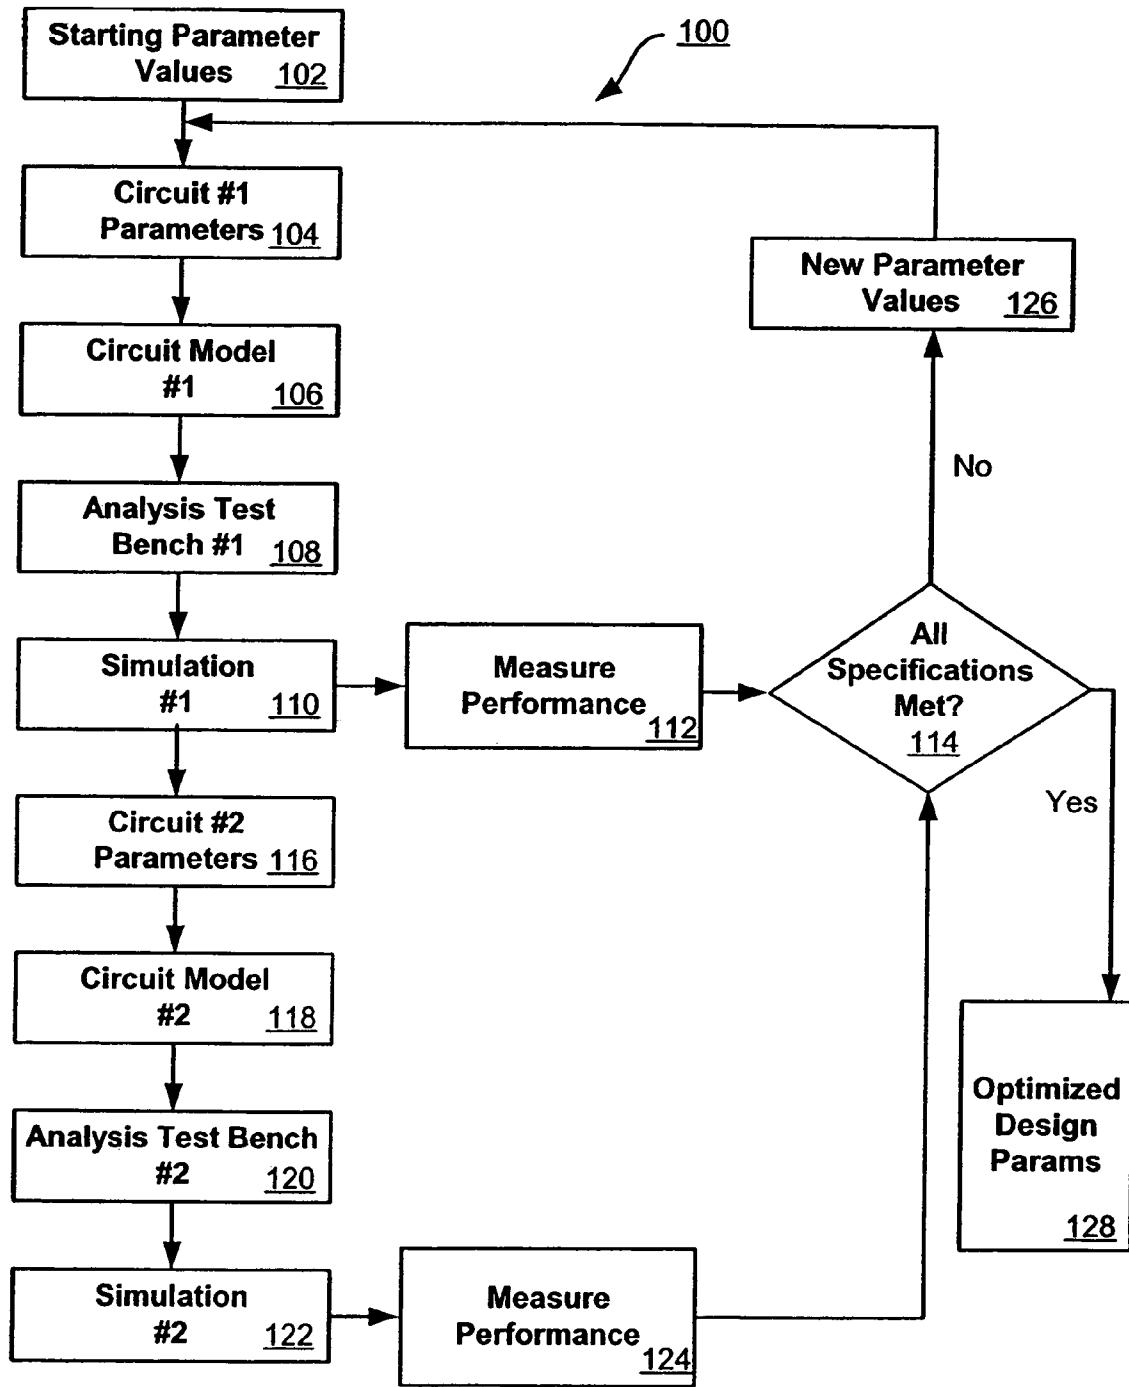 Starting Parameter
Values 102
100
Circuit #1
Parameters 104
New Parameter
Values 126
Circuit Model
#1 106
No
Analysis Test
Bench #1 108
Simulation
#1 110
Measure
Performance 112
All
Specifications
Met?
114
Yes
Circuit #2
Parameters 116
Circuit Model
#2 118
Optimized
Design
Params
128
Analysis Test Bench
#2 120
Simulation
#2 122
Measure
Performance 124